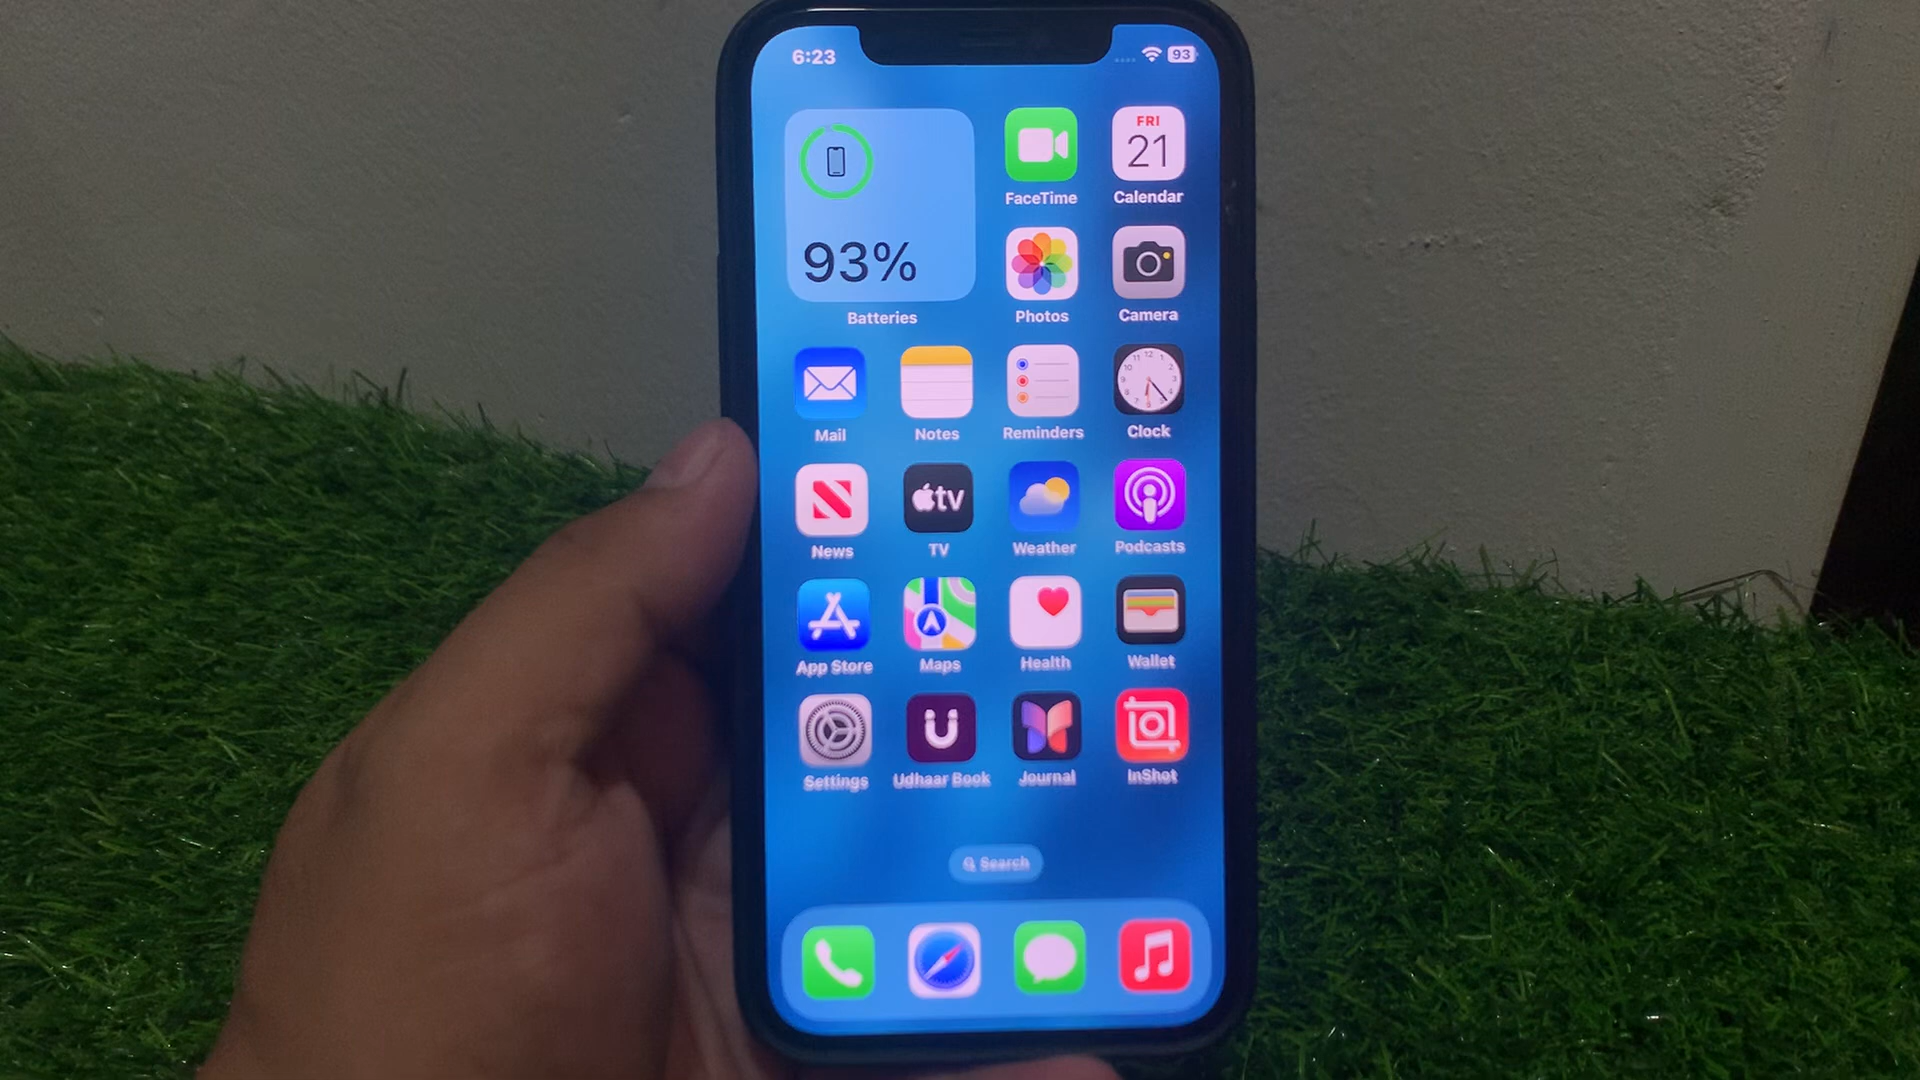 6:23
93
FRI
21
FaceTime
Calendar
93%
Batteries
Photos
Camera
Mail
Notes
Reminders
Clock
tv
News
TV
Weather
Podcasts
App Store
Maps
Health
Wallet
Settings
Udhaar Book
Journal
InShot
Search